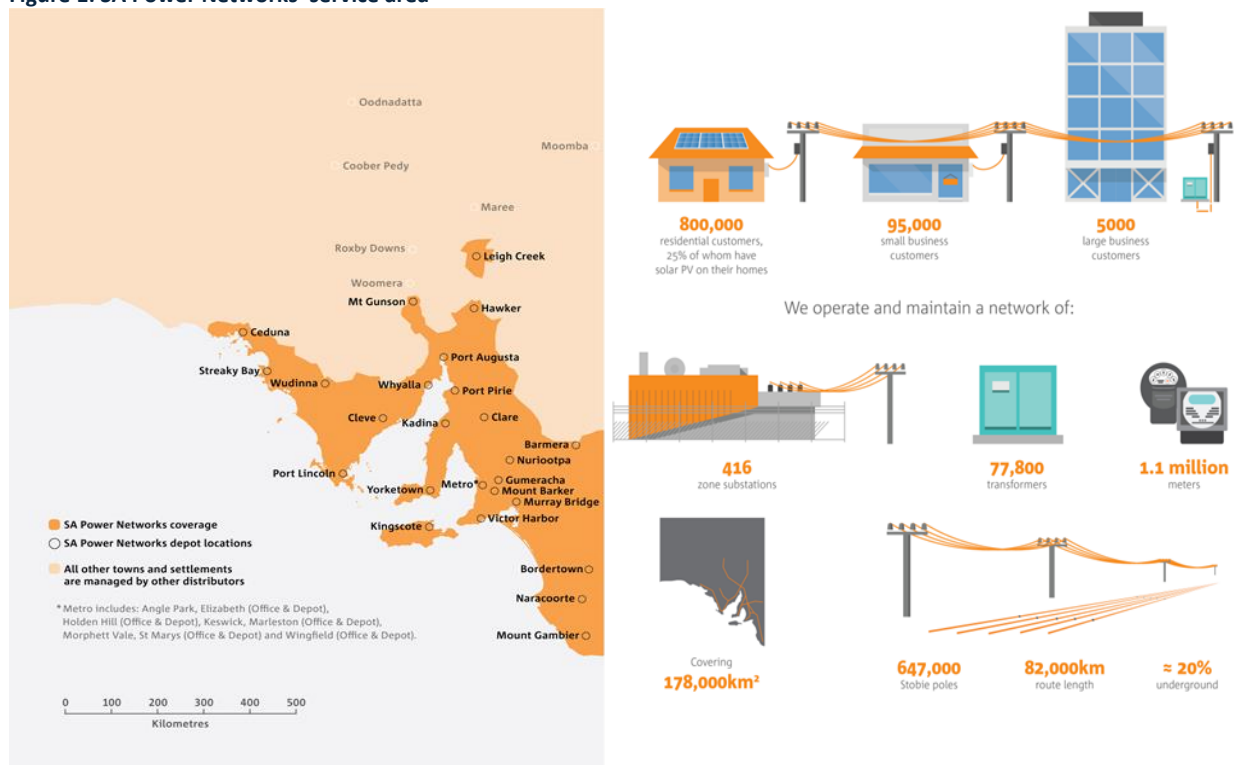 Figure 1: SA Power Networks' service area
Oodnadatta
Moomba
Coober Pedy
Maree
Roxby Downs
Leigh Creek
Woomera
Mt Gunson
Hawker
Ceduna
Port Augusta
Streaky Bay
Wudinna
Whyalla
Port Pirie
Cleve
Kadina
Clare
Barmera
Nuriootpa
Port Lincoln
Metro*
Gumeracha
Yorketown
Mount Barker
Murray Bridge
Kingscote
Victor Harbor
Bordertown
Naracoorte
Mount Gambier
SA Power Networks coverage
SA Power Networks depot locations
All other towns and settlements
are managed by other distributors
* Metro includes: Angle Park, Elizabeth (Office & Depot),
Holden Hill (Office & Depot), Keswick, Marleston (Office & Depot),
Morphett Vale, St Marys (Office & Depot) and Wingfield (Office & Depot).
0 100 200 300 400 500
Kilometres
800,000
residential customers,
25% of whom have
solar PV on their homes
95,000
small business
customers
5000
large business
customers
We operate and maintain a network of:
416
zone substations
77,800
transformers
1.1 million
meters
Covering
178,000km²
647,000
Stobie poles
82,000km
route length
≈ 20%
underground